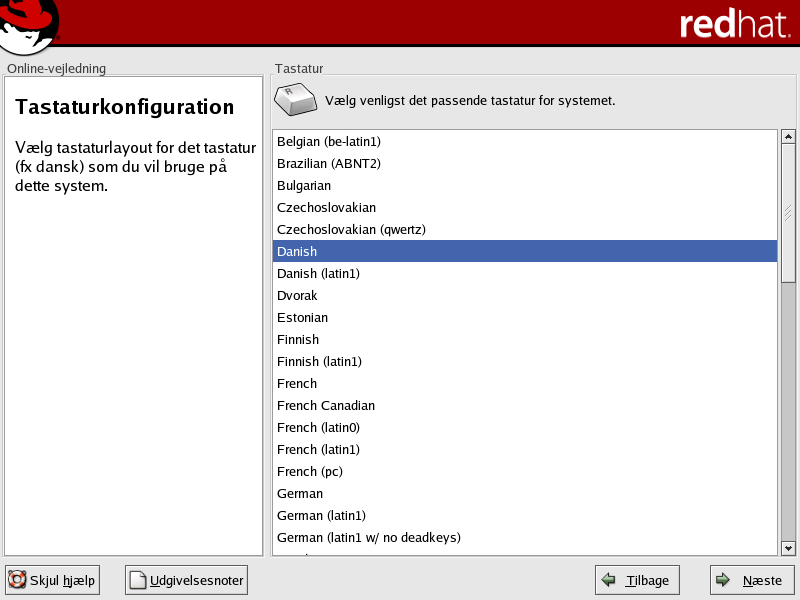 redhat.
Online-vejledning
Tastaturkonfiguration
Vælg tastaturlayout for det tastatur
(fx dansk) som du vil bruge på
dette system.
Tastatur
R
Vælg venligst det passende tastatur for systemet.
Belgian (be-latin1)
Brazilian (ABNT2)
Bulgarian
Czechoslovakian
Czechoslovakian (qwertz)
Danish
Danish (latin1)
Dvorak
Estonian
Finnish
Finnish (latin1)
French
French Canadian
French (latin0)
French (latin1)
French (pc)
German
German (latin1)
German (latin1 w/ no deadkeys)
Skjul hjælp
Udgivelsesnoter
Tilbage
Næste